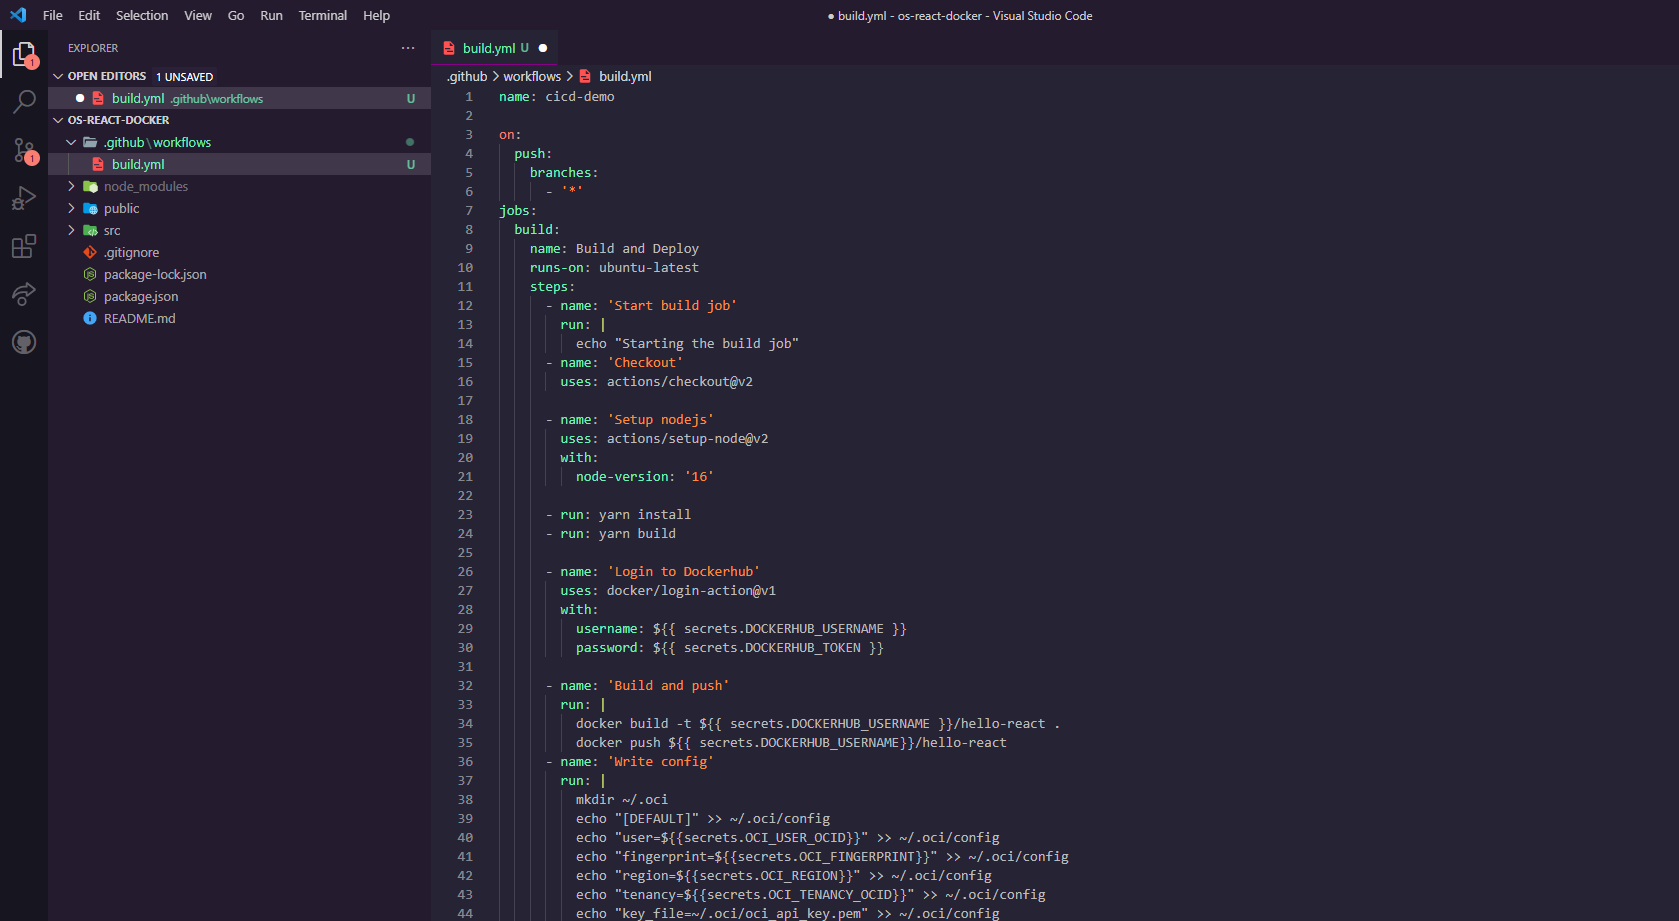 File Edit Selection View Go Run Terminal Help
● build.yml - os-react-docker - Visual Studio Code
EXPLORER
OPEN EDITORS 1 UNSAVED
build.yml .github\workflows U
OS-REACT-DOCKER
.github\workflows
build.yml U
node_modules
public
src
.gitignore
package-lock.json
package.json
README.md
1
1
build.yml U
.github > workflows > build.yml
1 name: cicd-demo
2
3 on:
4 push:
5 branches:
6 - '*'
7 jobs:
8 build:
9 name: Build and Deploy
10 runs-on: ubuntu-latest
11 steps:
12 - name: 'Start build job'
13 run: |
14 echo "Starting the build job"
15 - name: 'Checkout'
16 uses: actions/checkout@v2
17
18 - name: 'Setup nodejs'
19 uses: actions/setup-node@v2
20 with:
21 node-version: '16'
22
23 - run: yarn install
24 - run: yarn build
25
26 - name: 'Login to Dockerhub'
27 uses: docker/login-action@v1
28 with:
29 username: ${{ secrets.DOCKERHUB_USERNAME }}
30 password: ${{ secrets.DOCKERHUB_TOKEN }}
31
32 - name: 'Build and push'
33 run: |
34 docker build -t ${{ secrets.DOCKERHUB_USERNAME }}/hello-react .
35 docker push ${{ secrets.DOCKERHUB_USERNAME}}/hello-react
36 - name: 'Write config'
37 run: |
38 mkdir ~/.oci
39 echo "[DEFAULT]" >> ~/.oci/config
40 echo "user=${{secrets.OCI_USER_OCID}}" >> ~/.oci/config
41 echo "fingerprint=${{secrets.OCI_FINGERPRINT}}" >> ~/.oci/config
42 echo "region=${{secrets.OCI_REGION}}" >> ~/.oci/config
43 echo "tenancy=${{secrets.OCI_TENANCY_OCID}}" >> ~/.oci/config
44 echo "key_file=~/.oci/oci_api_key.pem" >> ~/.oci/config